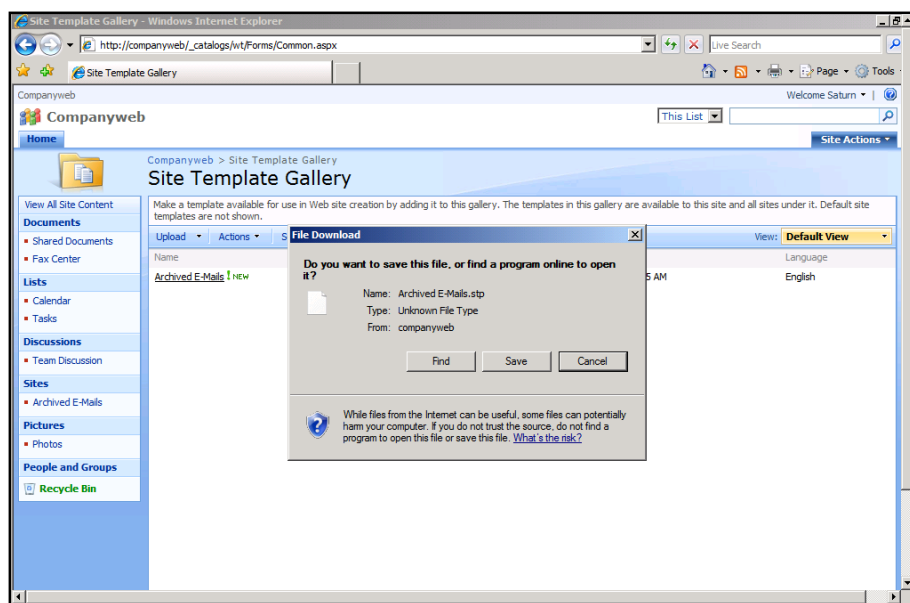 Site Template Gallery - Windows Internet Explorer
http://companyweb/_catalogs/wt/Forms/Common.aspx
Live Search
Site Template Gallery
Page
Tools
Companyweb
Welcome Saturn
Companyweb
This List
Home
Site Actions
Companyweb > Site Template Gallery
Site Template Gallery
View All Site Content
Documents
Shared Documents
Fax Center
Lists
Calendar
Tasks
Discussions
Team Discussion
Sites
Archived E-Mails
Pictures
Photos
People and Groups
Recycle Bin
Make a template available for use in Web site creation by adding it to this gallery. The templates in this gallery are available to this site and all sites under it. Default site
templates are not shown.
Upload
Actions
S
View: Default View
Name
Language
Archived E-Mails ! NEW
5 AM
English
File Download
Do you want to save this file, or find a program online to open
it?
Name: Archived E-Mails.stp
Type: Unknown File Type
From: companyweb
Find
Save
Cancel
While files from the Internet can be useful, some files can potentially
harm your computer. If you do not trust the source, do not find a
program to open this file or save this file. What's the risk?